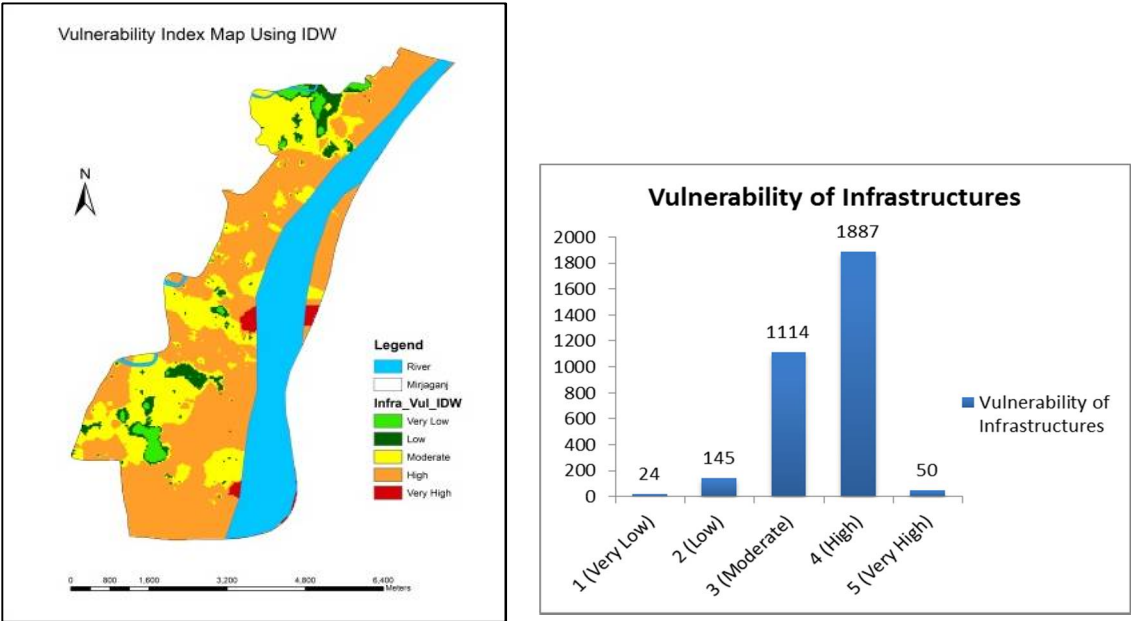 Vulnerability Index Map Using IDW
N
Legend
River
Mirjaganj
Infra_Vul_IDW
Very Low
Low
Moderate
High
Very High
0 800 1,600 3,200 4,800 6,400
Meters
Vulnerability of Infrastructures
2000
1800
1600
1400
1200
1000
800
600
400
200
0
24
145
1114
1887
50
1 (Very Low)
2 (Low)
3 (Moderate)
4 (High)
5 (Very High)
Vulnerability of
Infrastructures